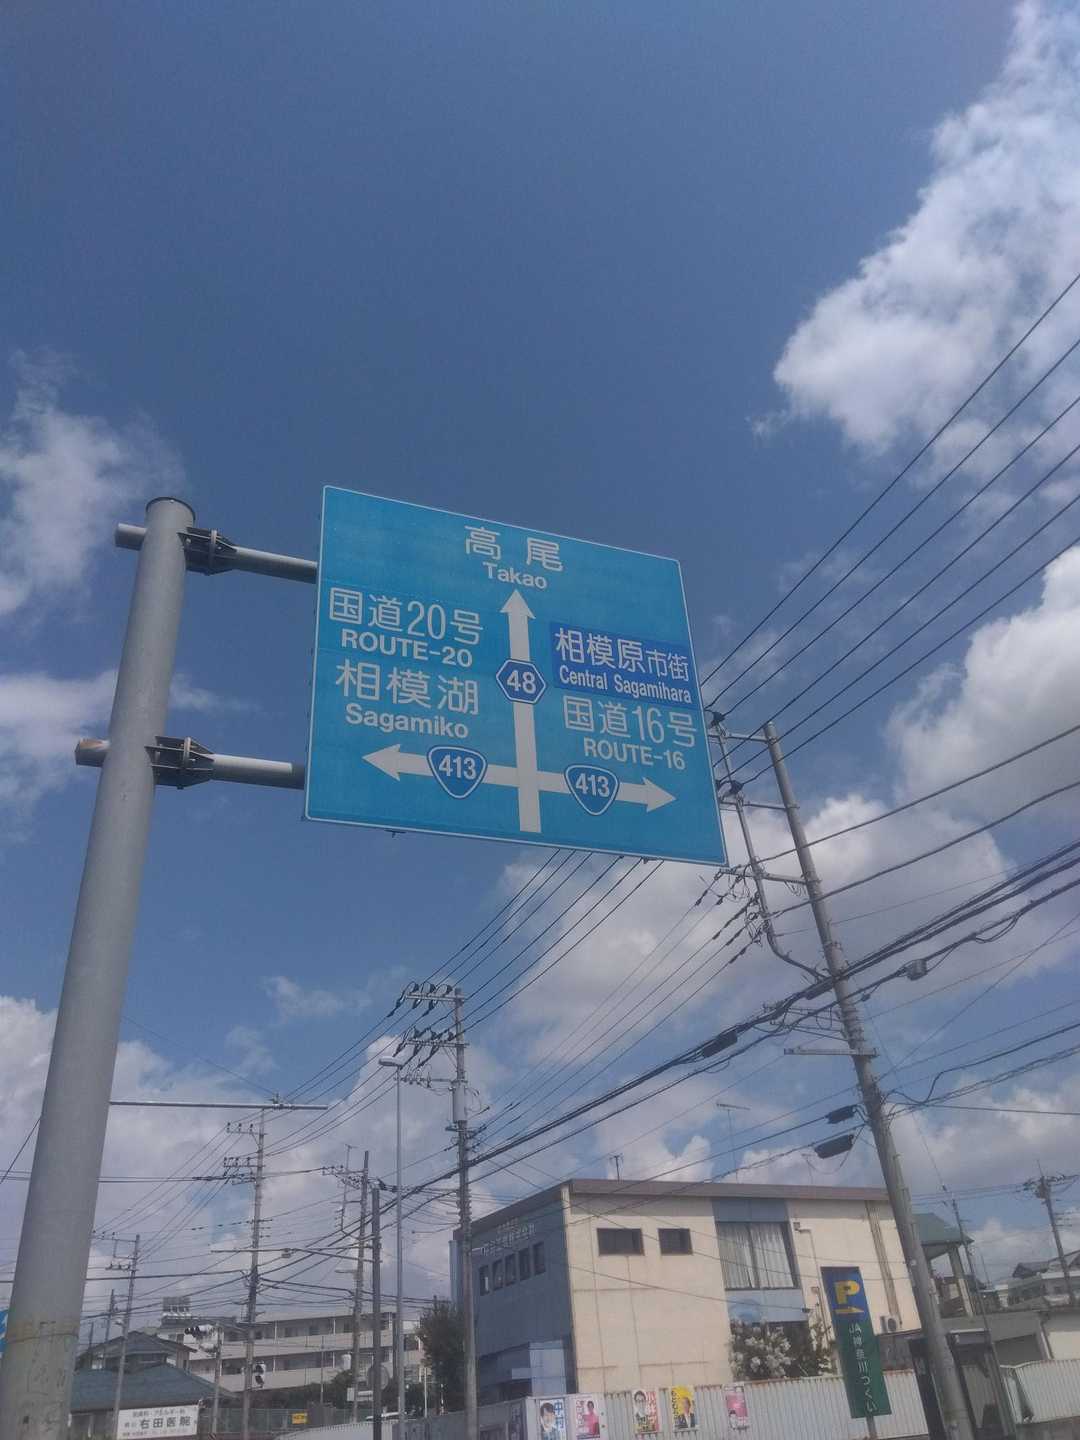 高尾
Takao
国道20号
ROUTE-20
相模湖
Sagamiko
48
相模原市街
Central Sagamihara
国道16号
ROUTE-16
413
413
P
JA神奈川つくい
右田医院
中村